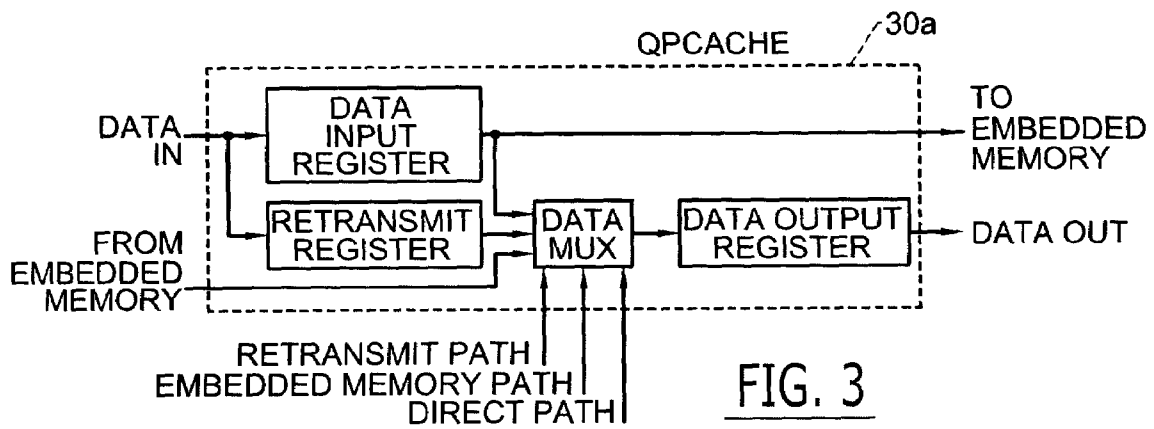 30a
QPCACHE
DATA IN
DATA INPUT REGISTER
TO EMBEDDED MEMORY
RETRANSMIT REGISTER
DATA MUX
DATA OUTPUT REGISTER
DATA OUT
FROM EMBEDDED MEMORY
RETRANSMIT PATH
EMBEDDED MEMORY PATH
DIRECT PATH
FIG. 3